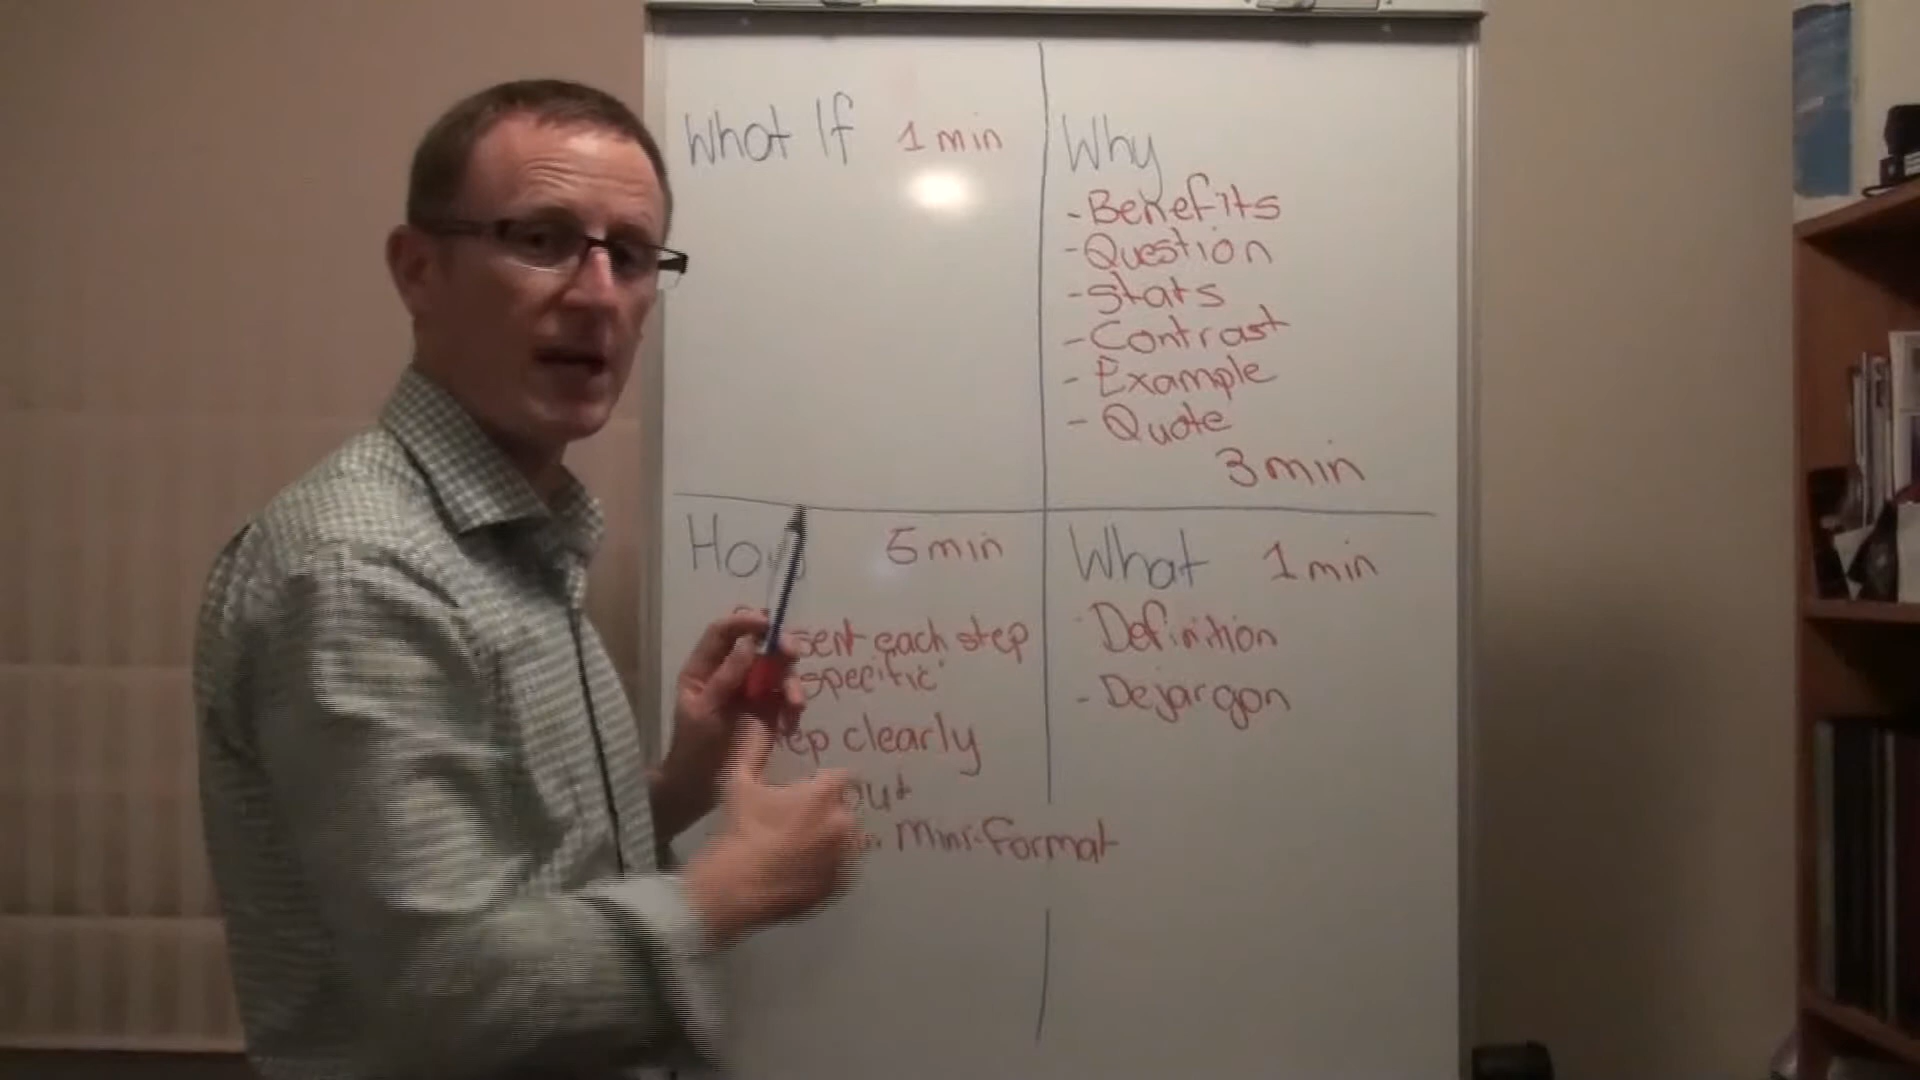 What If 1 min
Why
- Benefits
- Question
- Stats
- Contrast
- Example
- Quote
3 min
How 5 min
each step
specific
clearly
out
Mini-Format
What 1 min
- Definition
- Dejargon